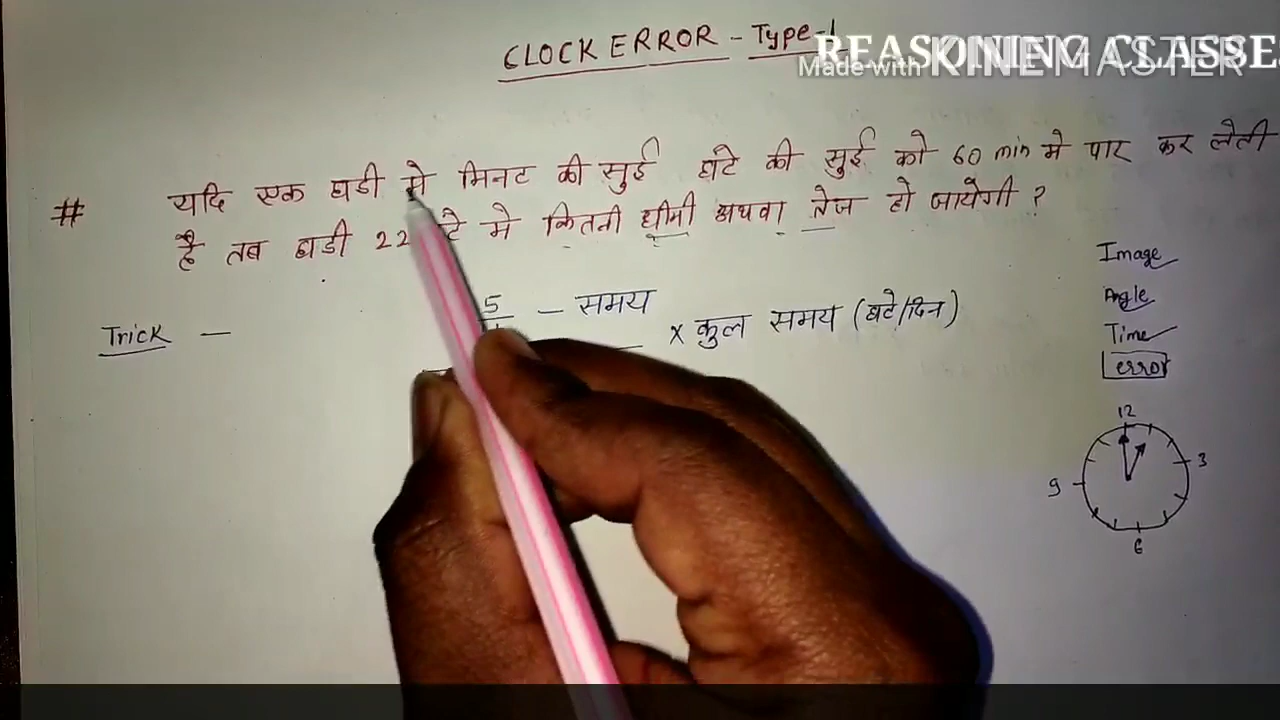 CLOCK ERROR - Type-1
REASONING CLASSES
Made with KINEMASTER
# यदि एक घडी मे मिनट की सुई घंटे की सुई को 60 min मे पार कर लेती
है तब घडी 22 मे कितनी धीमी अथवा तेज हो जायेगी ?
Trick - 5 - समय × कुल समय (घंटे/दिन)
Image
Angle
Time
error
12
9 3
6